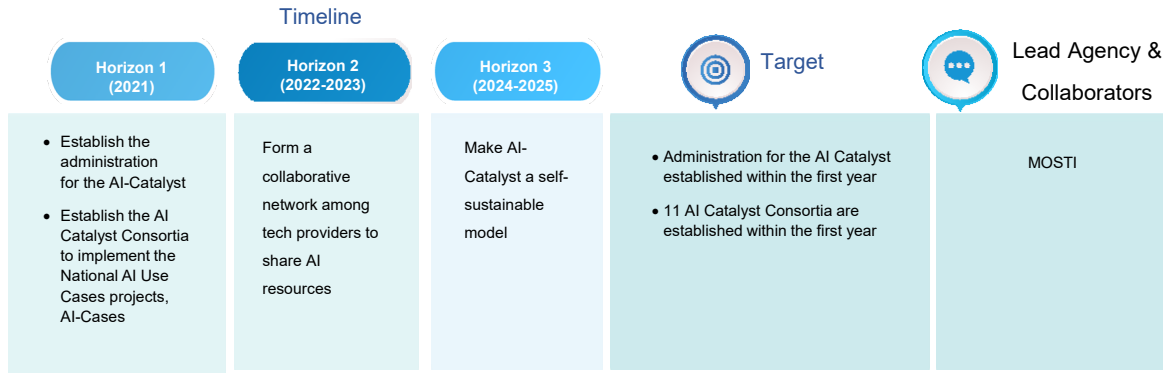 Timeline
Horizon 1
(2021)
Horizon 2
(2022-2023)
Horizon 3
(2024-2025)
Target
Lead Agency &
Collaborators
• Establish the
administration
for the AI-Catalyst
• Establish the AI
Catalyst Consortia
to implement the
National AI Use
Cases projects,
AI-Cases
Form a
collaborative
network among
tech providers to
share AI
resources
Make AI-
Catalyst a self-
sustainable
model
• Administration for the AI Catalyst
established within the first year
• 11 AI Catalyst Consortia are
established within the first year
MOSTI